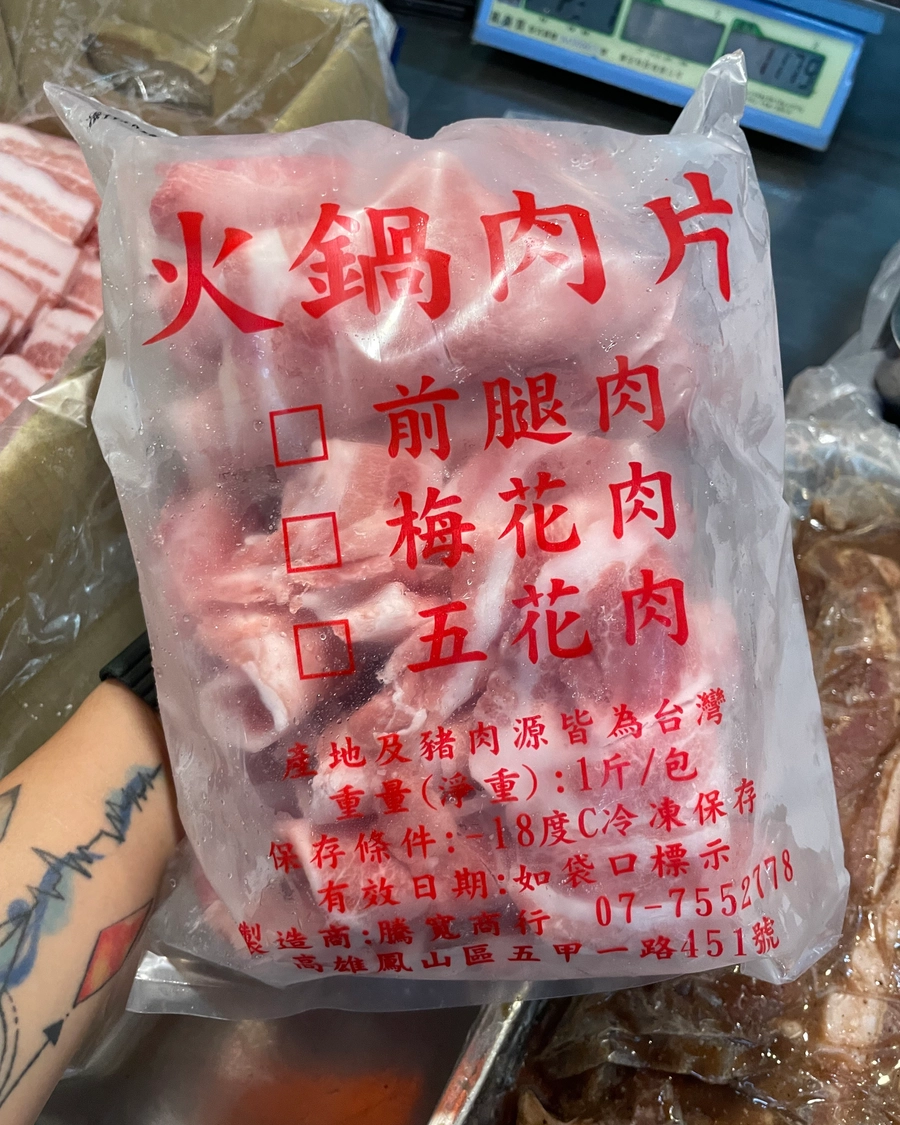 1179
火鍋肉片
□ 前腿肉
□ 梅花肉
□ 五花肉
產地及豬肉源皆為台灣
重量(淨重):1斤/包
保存條件:-18度C冷凍保存
有效日期:如袋口標示
製造商:騰寬商行 07-7552778
高雄鳳山區五甲一路451號